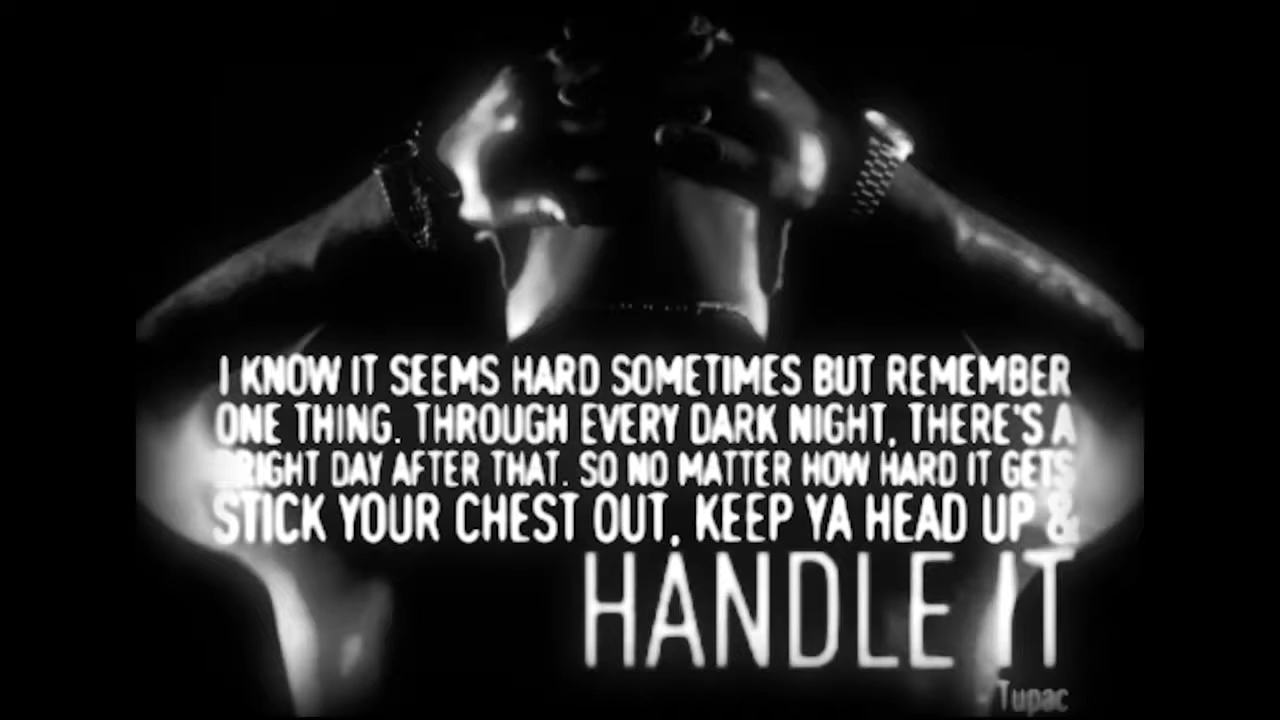 I KNOW IT SEEMS HARD SOMETIMES BUT REMEMBER
ONE THING. THROUGH EVERY DARK NIGHT, THERE'S A
BRIGHT DAY AFTER THAT. SO NO MATTER HOW HARD IT GETS
STICK YOUR CHEST OUT, KEEP YA HEAD UP &
HANDLE IT
- Tupac